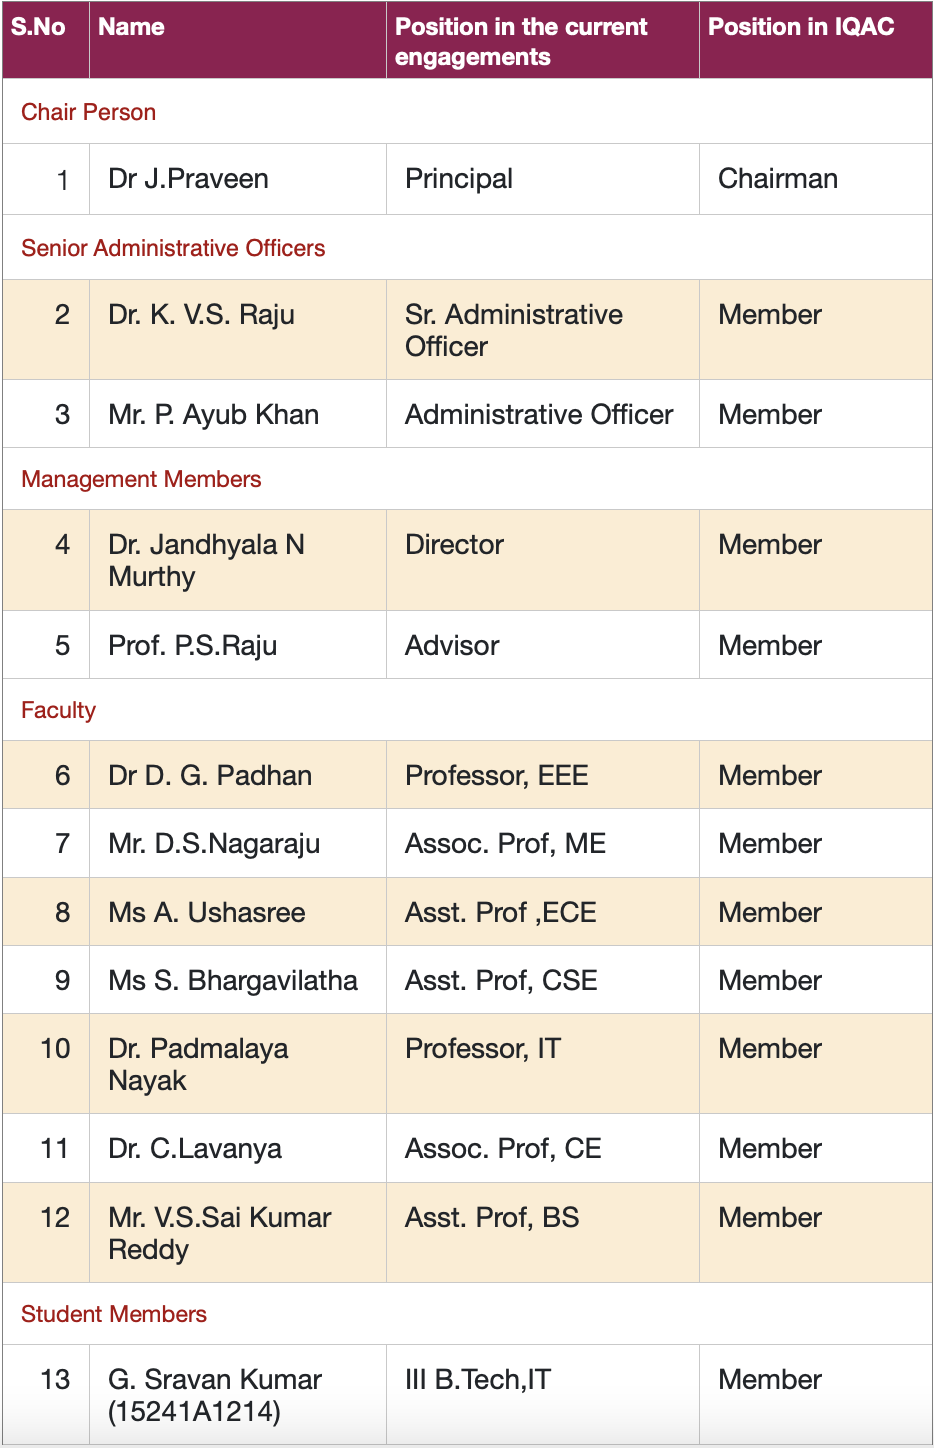 S.No Name Position in the current engagements Position in IQAC
Chair Person
1 Dr J.Praveen Principal Chairman
Senior Administrative Officers
2 Dr. K. V.S. Raju Sr. Administrative Officer Member
3 Mr. P. Ayub Khan Administrative Officer Member
Management Members
4 Dr. Jandhyala N Murthy Director Member
5 Prof. P.S.Raju Advisor Member
Faculty
6 Dr D. G. Padhan Professor, EEE Member
7 Mr. D.S.Nagaraju Assoc. Prof, ME Member
8 Ms A. Ushasree Asst. Prof ,ECE Member
9 Ms S. Bhargavilatha Asst. Prof, CSE Member
10 Dr. Padmalaya Nayak Professor, IT Member
11 Dr. C.Lavanya Assoc. Prof, CE Member
12 Mr. V.S.Sai Kumar Reddy Asst. Prof, BS Member
Student Members
13 G. Sravan Kumar (15241A1214) III B.Tech,IT Member